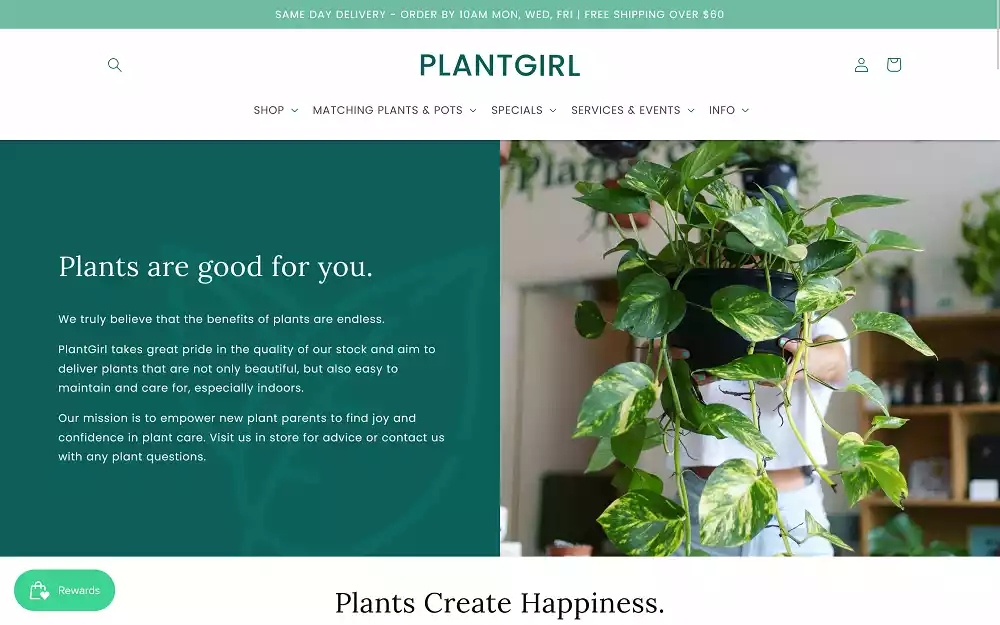 SAME DAY DELIVERY - ORDER BY 10AM MON, WED, FRI | FREE SHIPPING OVER $60
PLANTGIRL
SHOP
MATCHING PLANTS & POTS
SPECIALS
SERVICES & EVENTS
INFO
Plants are good for you.
We truly believe that the benefits of plants are endless.
PlantGirl takes great pride in the quality of our stock and aim to
deliver plants that are not only beautiful, but also easy to
maintain and care for, especially indoors.
Our mission is to empower new plant parents to find joy and
confidence in plant care. Visit us in store for advice or contact us
with any plant questions.
Rewards
Plants Create Happiness.